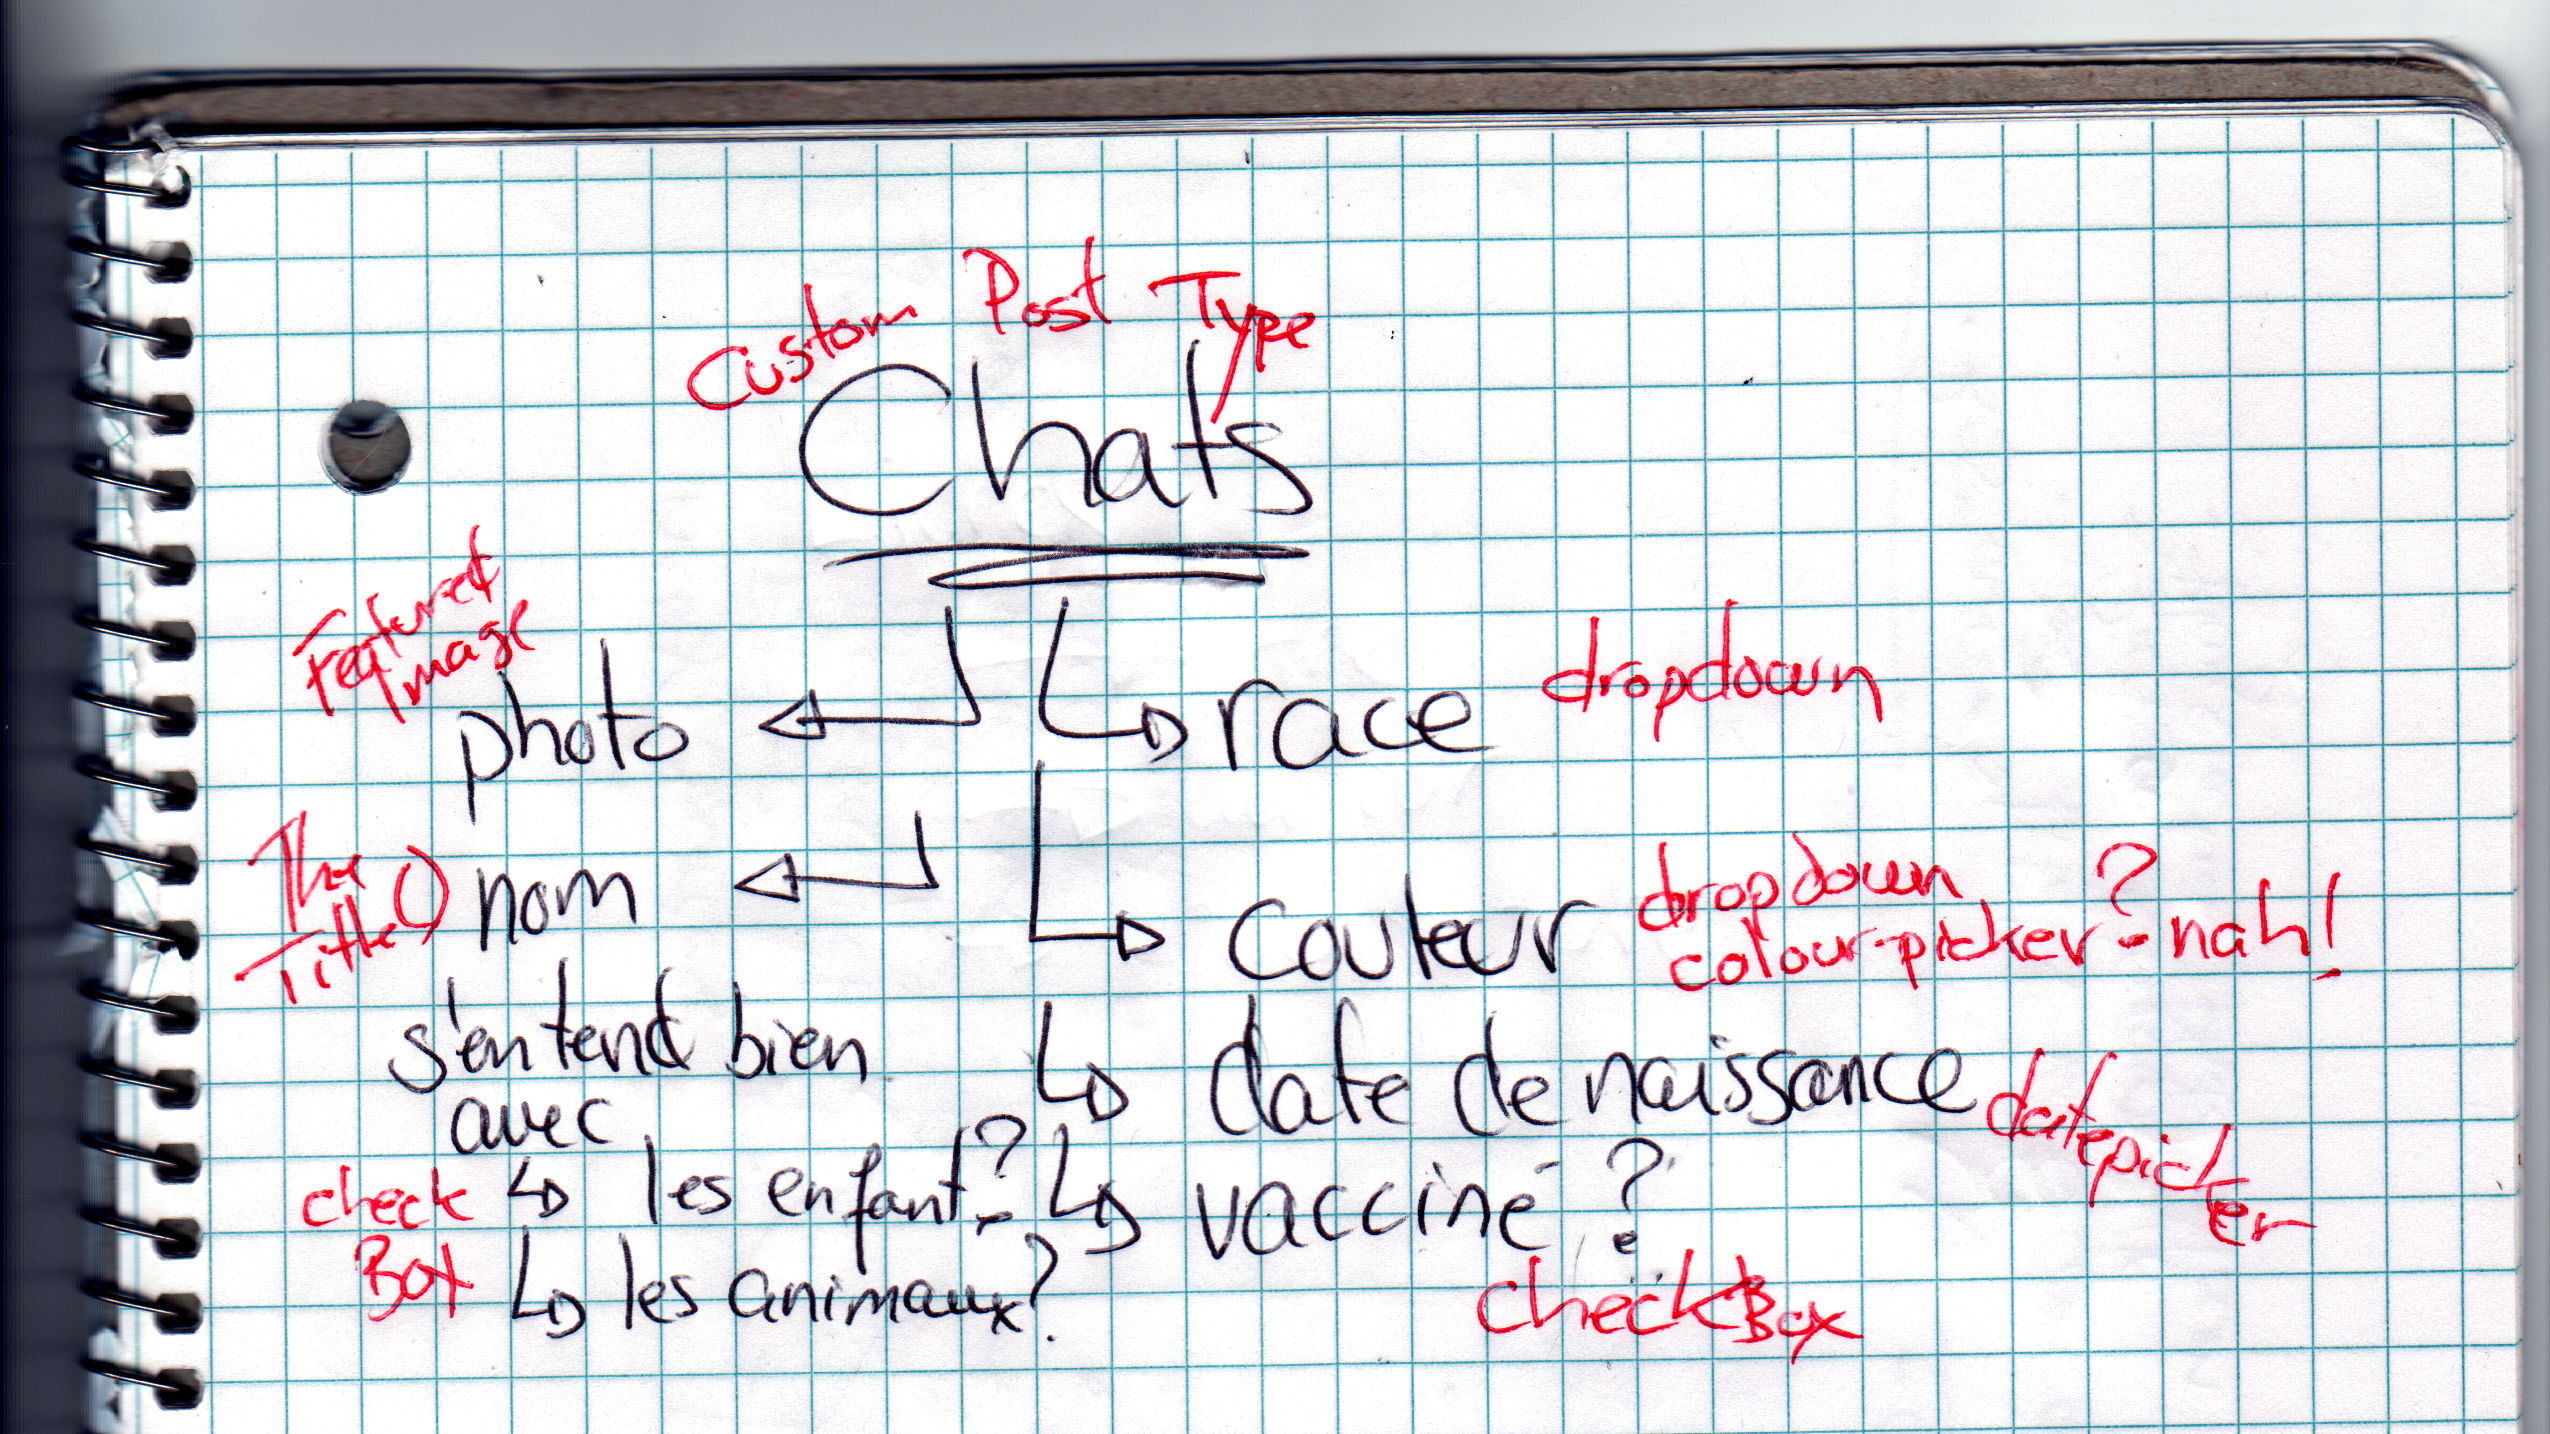 Custom Post Type
Chats
Featured
Image
photo
race
dropdown
The
Title()
nom
couleur
dropdown
colour-picker? - nah!
s'entend bien
avec
date de naissance
datepicker
check
Box
les enfant?
les animaux?
vacciné ?
checkBox